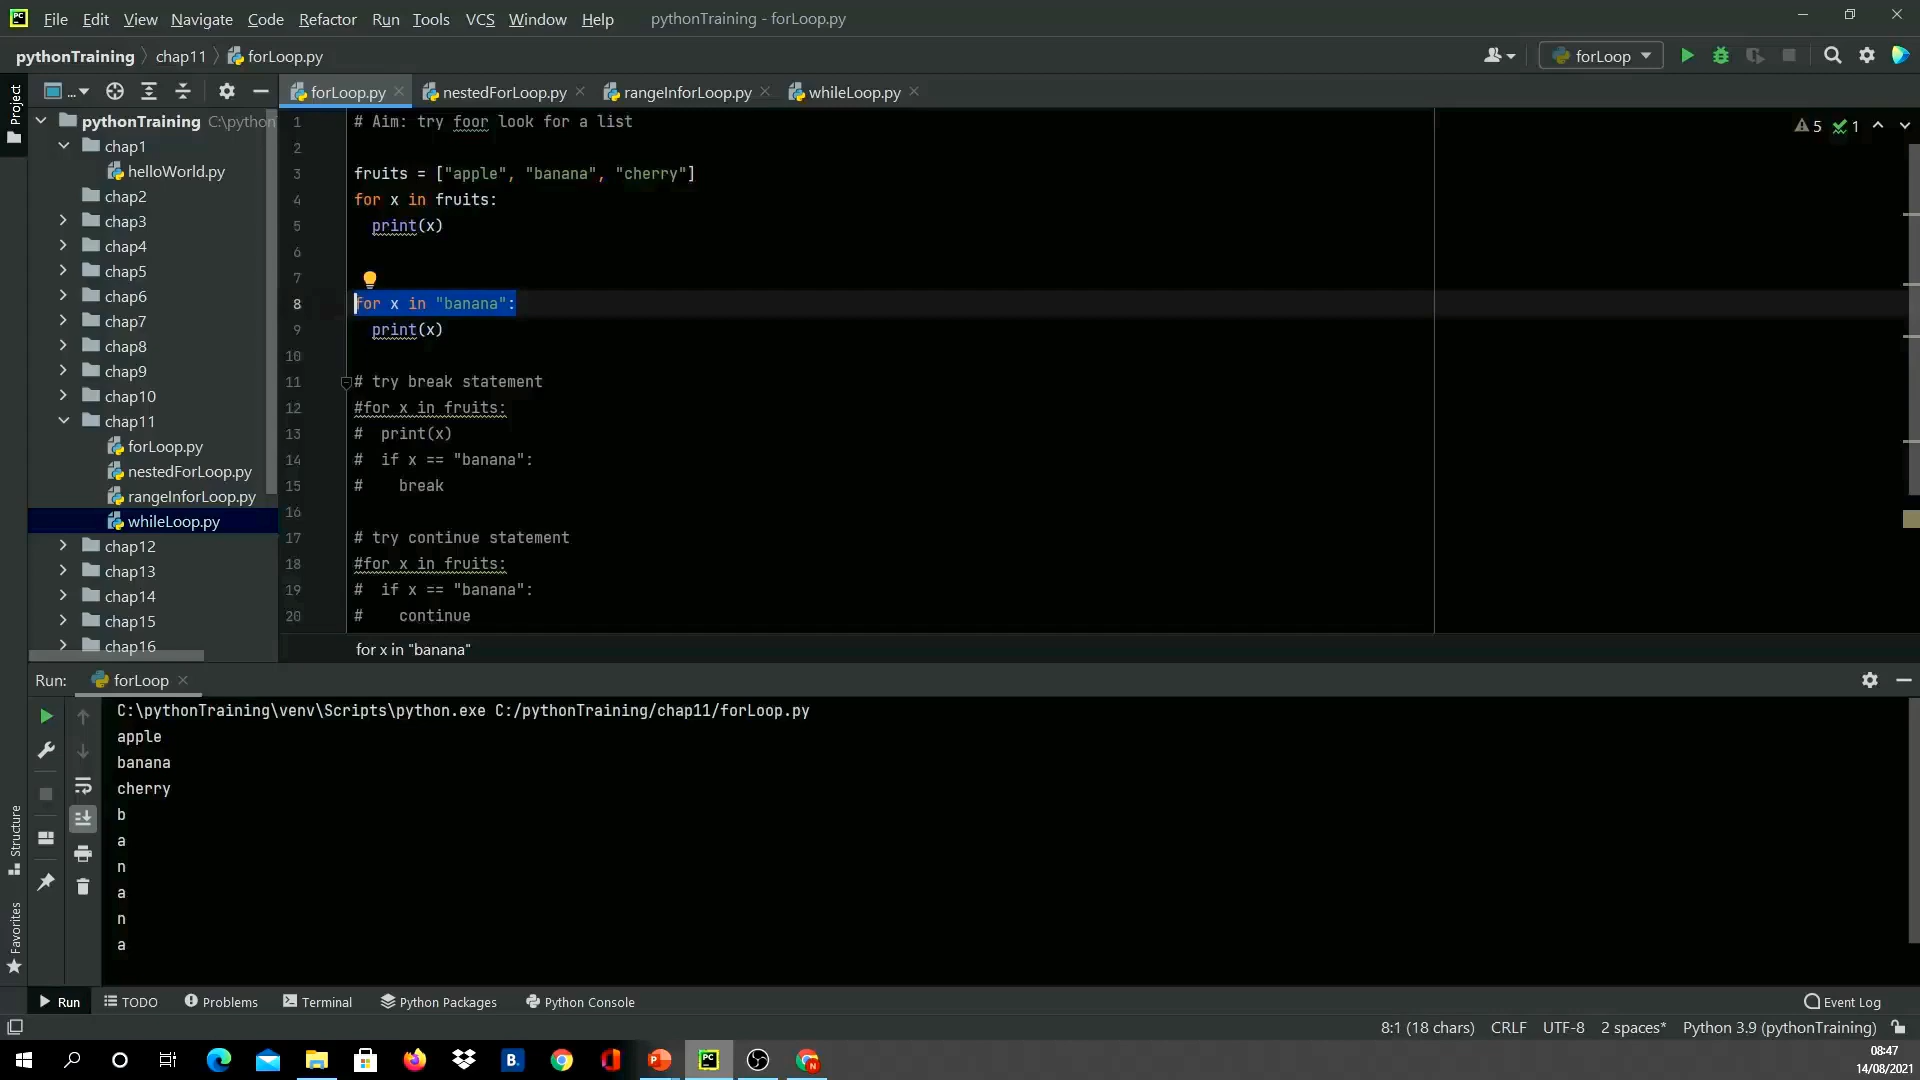 File Edit View Navigate Code Refactor Run Tools VCS Window Help pythonTraining - forLoop.py
pythonTraining chap11 forLoop.py forLoop
Project ... forLoop.py nestedForLoop.py rangeInforLoop.py whileLoop.py
pythonTraining C:\python
chap1
helloWorld.py
chap2
chap3
chap4
chap5
chap6
chap7
chap8
chap9
chap10
chap11
forLoop.py
nestedForLoop.py
rangeInforLoop.py
whileLoop.py
chap12
chap13
chap14
chap15
chap16
1 # Aim: try foor look for a list
2
3 fruits = ["apple", "banana", "cherry"]
4 for x in fruits:
5 print(x)
6
7
8 for x in "banana":
9 print(x)
10
11 # try break statement
12 #for x in fruits:
13 #  print(x)
14 #  if x == "banana":
15 #    break
16
17 # try continue statement
18 #for x in fruits:
19 #  if x == "banana":
20 #    continue
5 1
for x in "banana"
Run: forLoop
C:\pythonTraining\venv\Scripts\python.exe C:/pythonTraining/chap11/forLoop.py
apple
banana
cherry
b
a
n
a
n
a
Structure
Favorites
Run TODO Problems Terminal Python Packages Python Console Event Log
8:1 (18 chars) CRLF UTF-8 2 spaces* Python 3.9 (pythonTraining)
08:47
14/08/2021